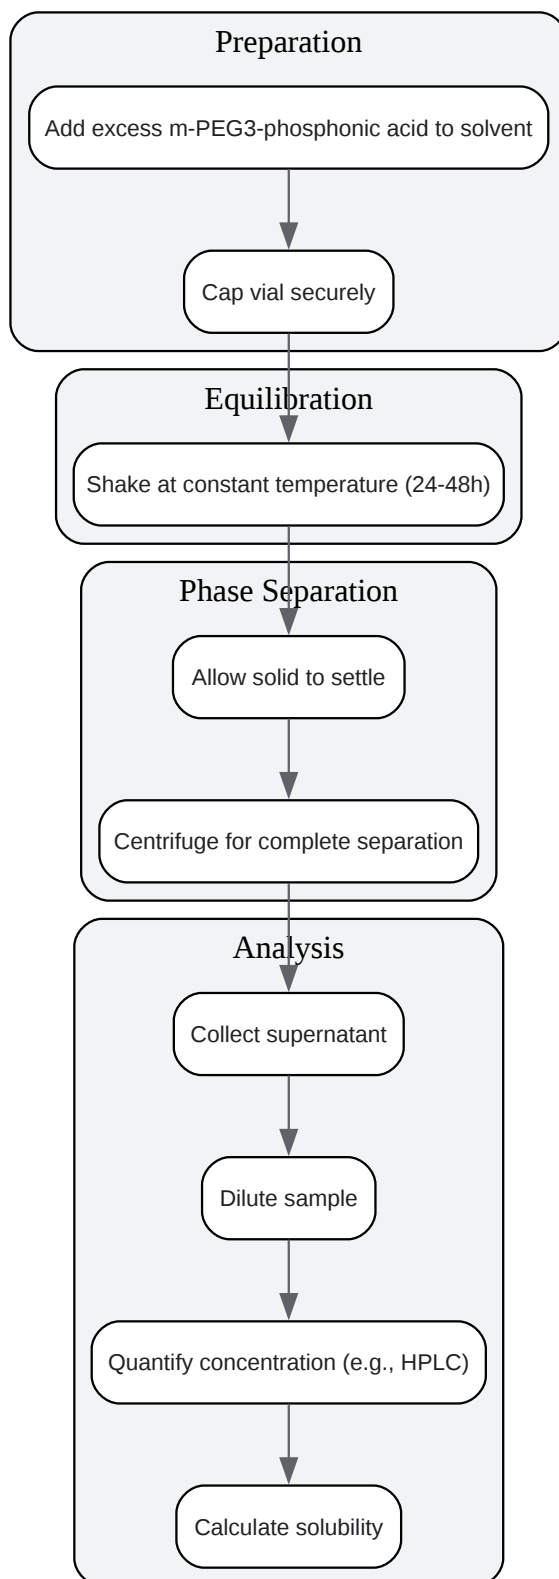 Preparation
Add excess m-PEG3-phosphonic acid to solvent
Cap vial securely
Equilibration
Shake at constant temperature (24-48h)
Phase Separation
Allow solid to settle
Centrifuge for complete separation
Analysis
Collect supernatant
Dilute sample
Quantify concentration (e.g., HPLC)
Calculate solubility